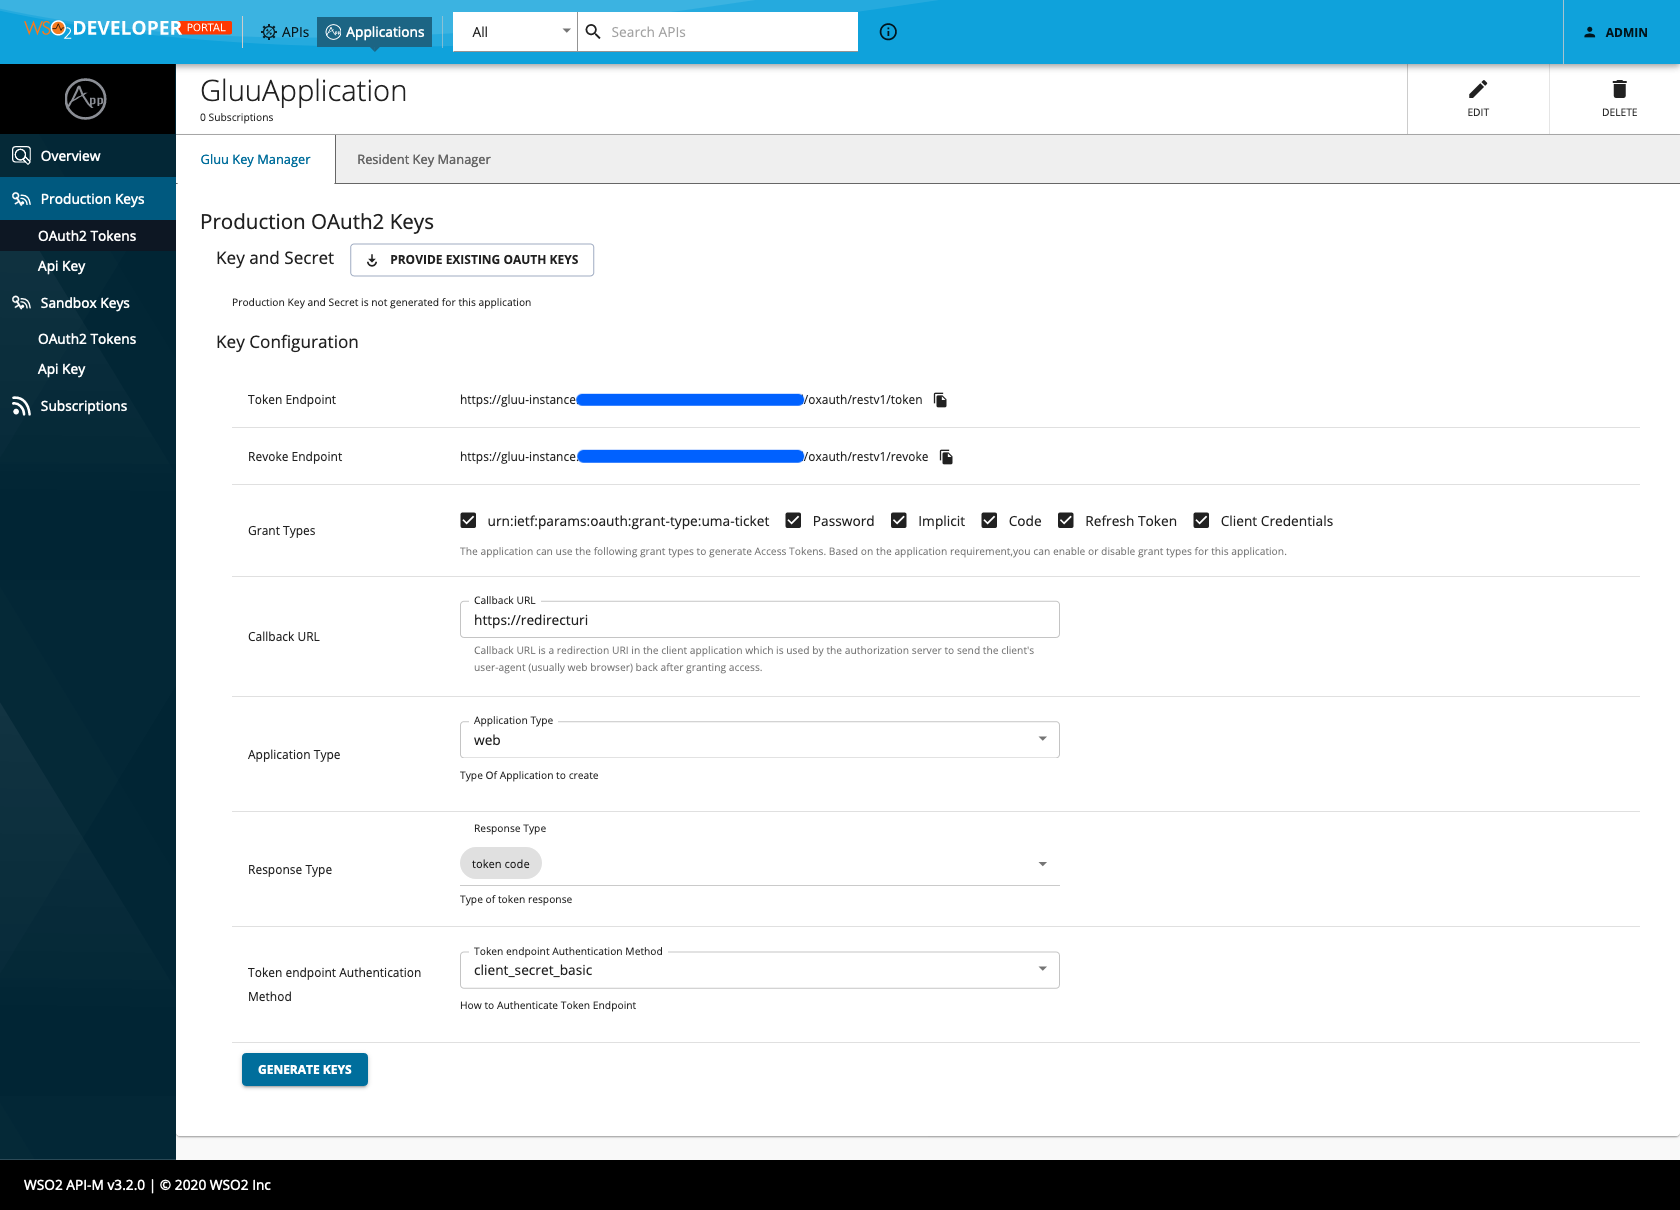 WSO2 DEVELOPER PORTAL
APIs
Applications
All
Search APIs
ADMIN
App
GluuApplication
0 Subscriptions
EDIT
DELETE
Overview
Production Keys
OAuth2 Tokens
Api Key
Sandbox Keys
OAuth2 Tokens
Api Key
Subscriptions
Gluu Key Manager
Resident Key Manager
Production OAuth2 Keys
Key and Secret
PROVIDE EXISTING OAUTH KEYS
Production Key and Secret is not generated for this application
Key Configuration
Token Endpoint
https://gluu-instance /oxauth/restv1/token
Revoke Endpoint
https://gluu-instance. /oxauth/restv1/revoke
Grant Types
urn:ietf:params:oauth:grant-type:uma-ticket Password Implicit Code Refresh Token Client Credentials
The application can use the following grant types to generate Access Tokens. Based on the application requirement,you can enable or disable grant types for this application.
Callback URL
Callback URL
https://redirecturi
Callback URL is a redirection URI in the client application which is used by the authorization server to send the client's
user-agent (usually web browser) back after granting access.
Application Type
Application Type
web
Type Of Application to create
Response Type
Response Type
token code
Type of token response
Token endpoint Authentication
Method
Token endpoint Authentication Method
client_secret_basic
How to Authenticate Token Endpoint
GENERATE KEYS
WSO2 API-M v3.2.0 | © 2020 WSO2 Inc